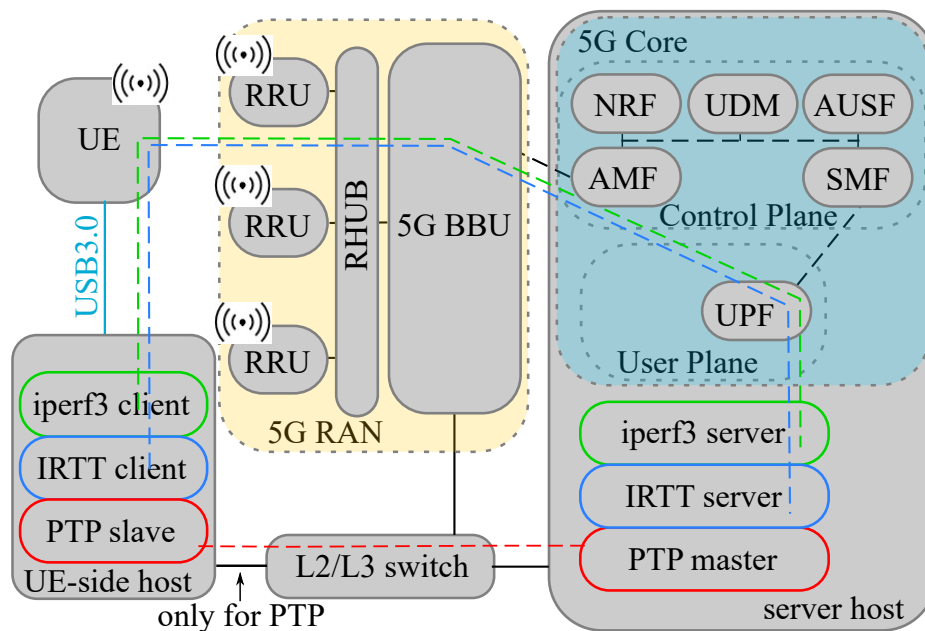 5G Core
NRF
UDM
AUSF
AMF
SMF
Control Plane
UPF
User Plane
UE
USB3.0
RRU
RRU
RRU
RHUB
5G BBU
5G RAN
iperf3 client
IRTT client
PTP slave
UE-side host
only for PTP
L2/L3 switch
iperf3 server
IRTT server
PTP master
server host